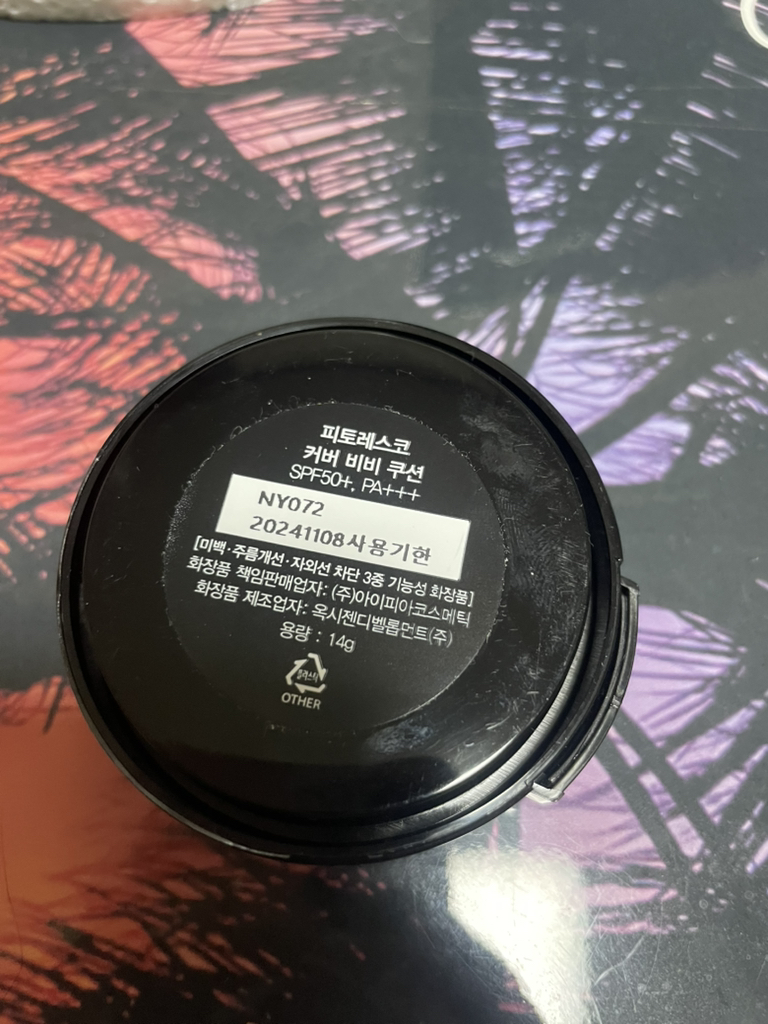 피토레스코
커버 비비 쿠션
SPF50+, PA+++
NY072
20241108사용기한
[미백·주름개선·자외선 차단 3중 기능성 화장품]
화장품 책임판매업자: (주)아이피아코스메틱
화장품 제조업자: 옥시젠디벨롭먼트(주)
용량 : 14g
플라스틱
OTHER